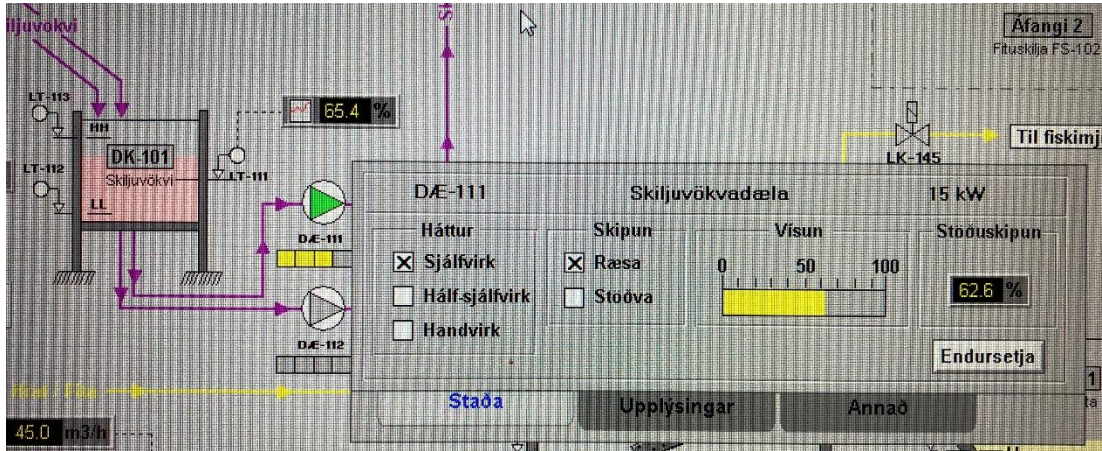 Áfangi 2
Fituskilja FS-102
LT-113
65.4 %
HH
DK-101
Skiljuvökvi
LT-112
LT-111
LL
LK-145
DÆ-111 Skiljuvökvadæla 15 kW
Háttur Skipun Vísun Stöðuskipun
Sjálfvirk Ræsa 0 50 100
Hálf-sjálfvirk Stöðva 62.6 %
Handvirk
Endursetja
DÆ-111
DÆ-112
Staða Upplýsingar Annað
45.0 m3/h
Til fiskimj